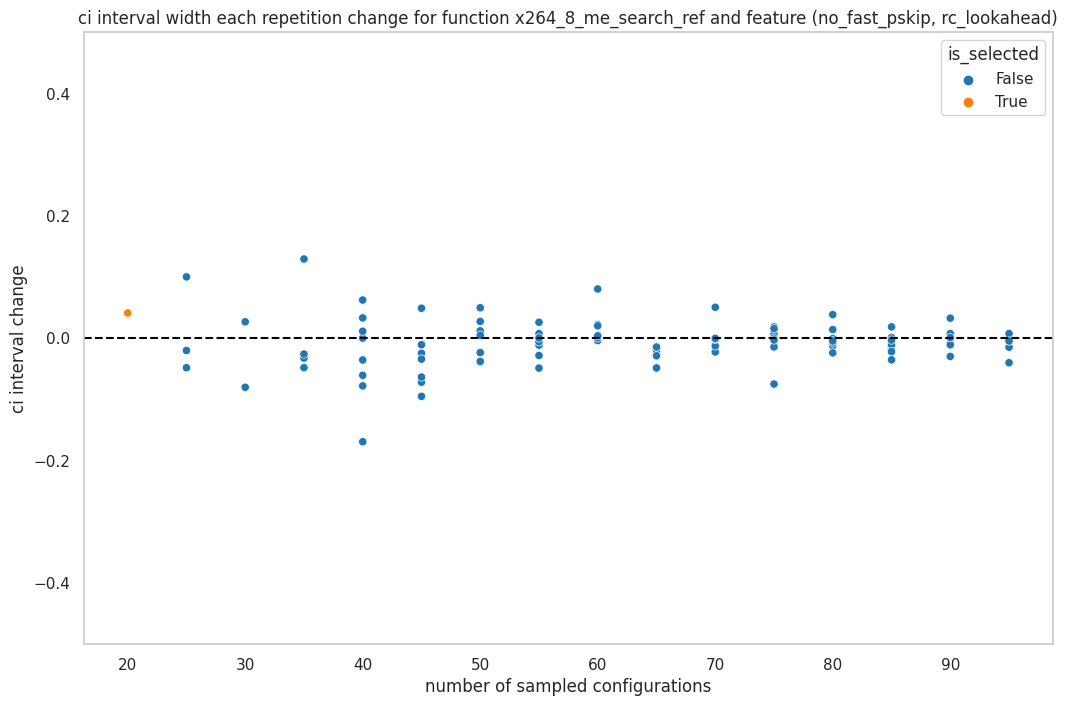 ci interval width each repetition change for function x264_8_me_search_ref and feature (no_fast_pskip, rc_lookahead)
is_selected
False
True
0.4
0.2
0.0
−0.2
−0.4
ci interval change
20 30 40 50 60 70 80 90
number of sampled configurations